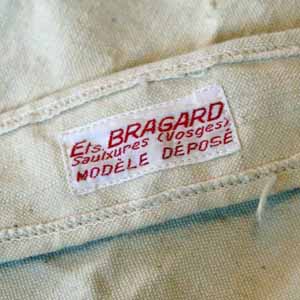 Ets. BRAGARD
Saulxures (Vosges)
MODÈLE DÉPOSÉ